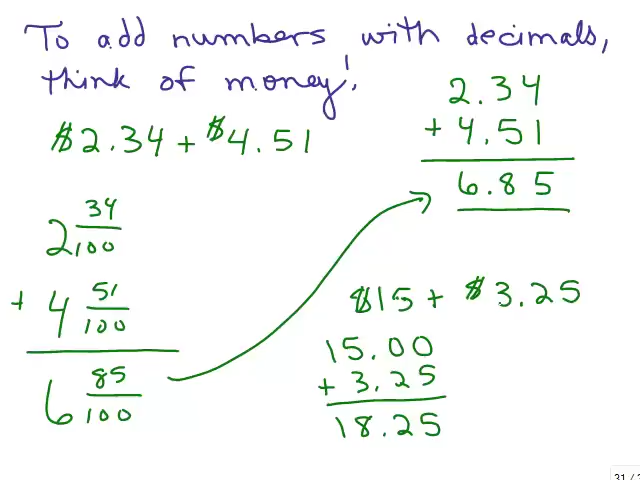 To add numbers with decimals,
think of money!
$2.34 + $4.51
2.34
+ 4.51
6.85
2 34/100
+ 4 51/100
6 85/100
$15 + $3.25
15.00
+ 3.25
18.25